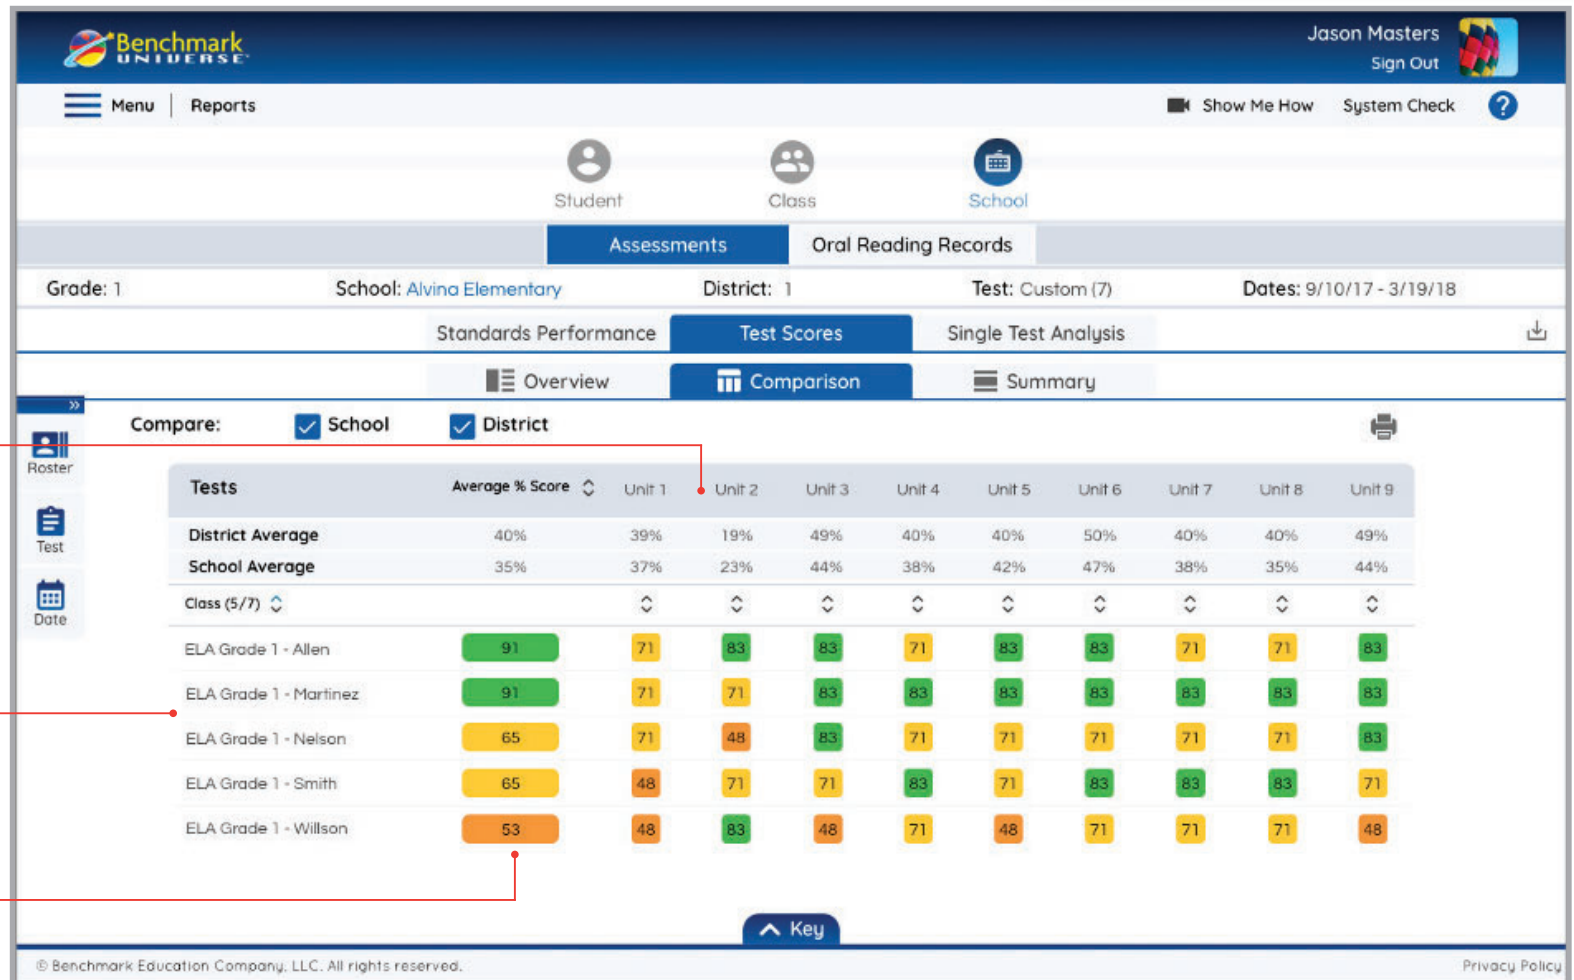 Benchmark
UNIVERSE
Jason Masters
Sign Out
Menu | Reports
Show Me How System Check ?
Student Class School
Assessments Oral Reading Records
Grade: 1 School: Alvina Elementary District: 1 Test: Custom (7) Dates: 9/10/17 - 3/19/18
Standards Performance Test Scores Single Test Analysis
Overview Comparison Summary
»
Compare: School District
Roster
Test
Date
Tests Average % Score Unit 1 Unit 2 Unit 3 Unit 4 Unit 5 Unit 6 Unit 7 Unit 8 Unit 9
District Average 40% 39% 19% 49% 40% 40% 50% 40% 40% 49%
School Average 35% 37% 23% 44% 38% 42% 47% 38% 35% 44%
Class (5/7)
ELA Grade 1 - Allen 91 71 83 83 71 83 83 71 71 83
ELA Grade 1 - Martinez 91 71 71 83 83 83 83 83 83 83
ELA Grade 1 - Nelson 65 71 48 83 71 71 71 71 71 83
ELA Grade 1 - Smith 65 48 71 71 83 71 83 83 83 71
ELA Grade 1 - Willson 53 48 83 48 71 48 71 71 71 48
Key
© Benchmark Education Company, LLC. All rights reserved. Privacy Policy